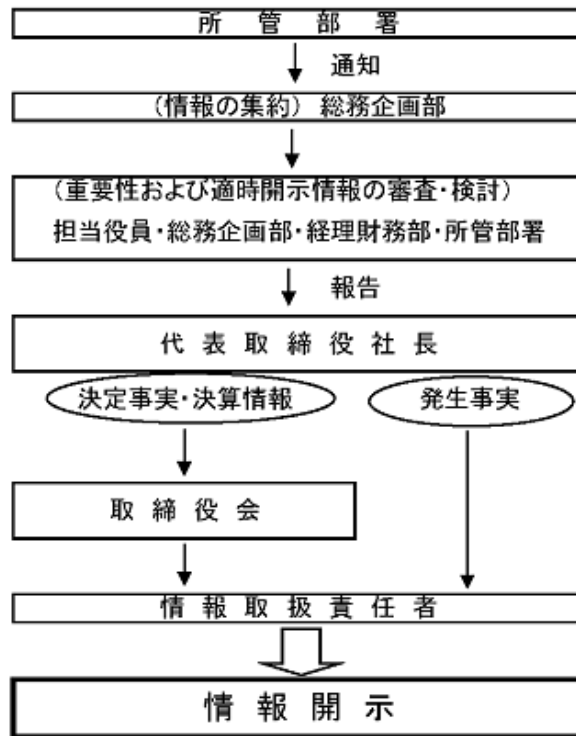 所管部署
通知
(情報の集約) 総務企画部
(重要性および適時開示情報の審査・検討)
担当役員・総務企画部・経理財務部・所管部署
報告
代表取締役社長
決定事実・決算情報
発生事実
取締役会
情報取扱責任者
情報開示